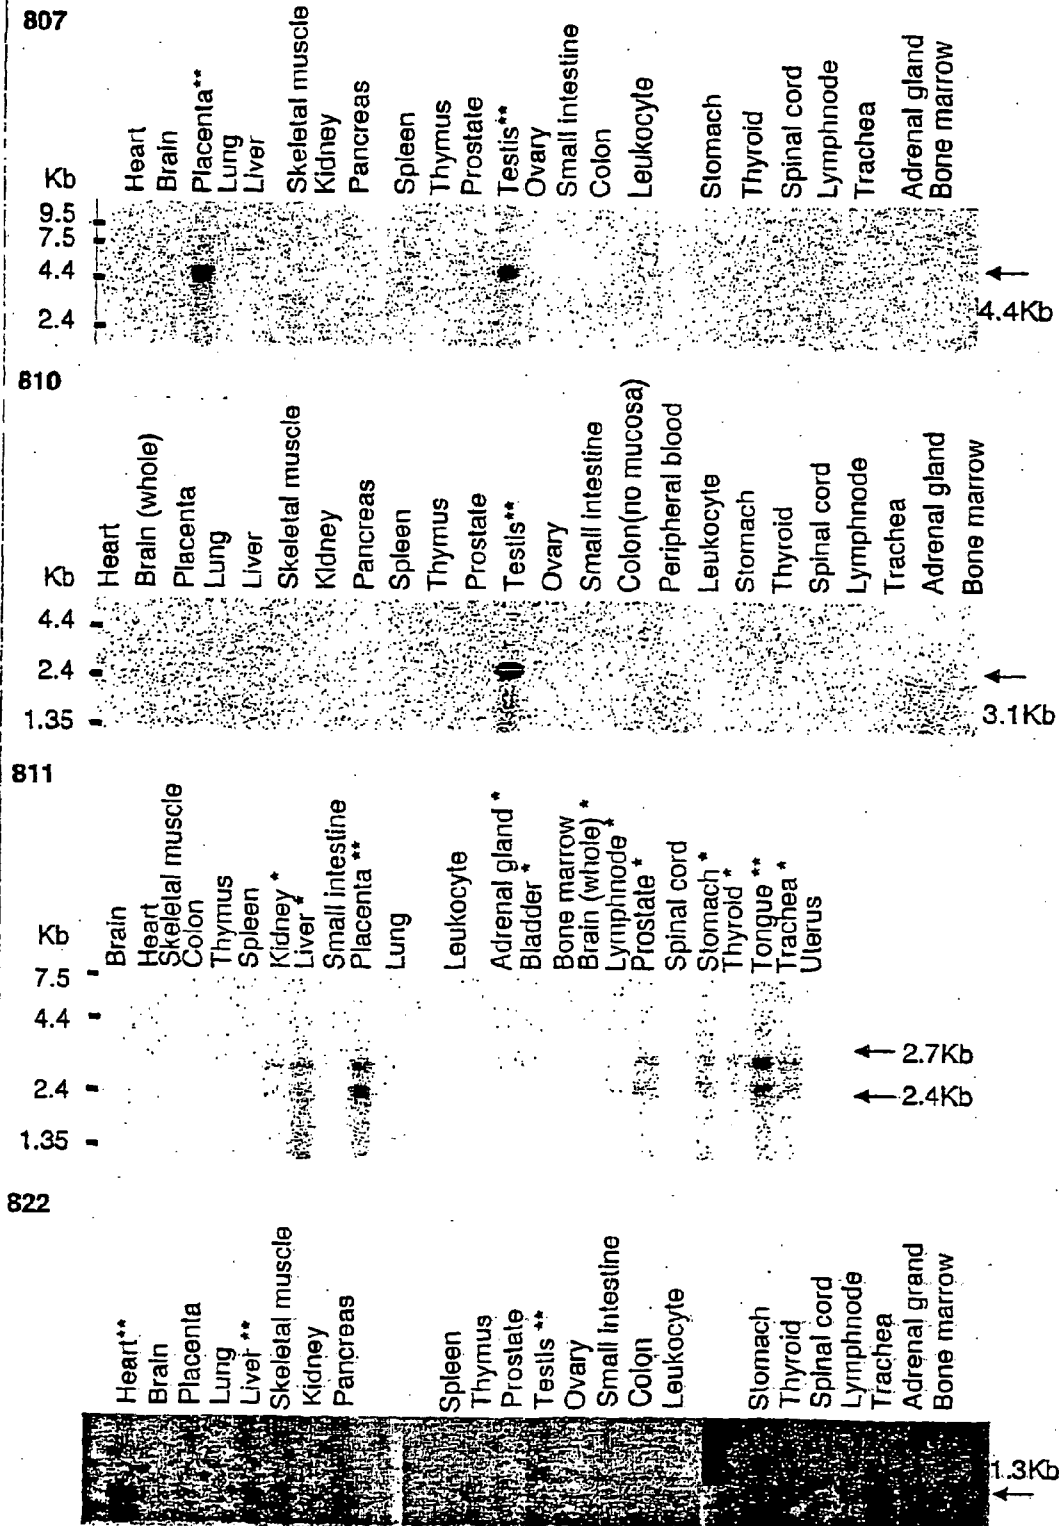 807
Kb
Heart
Brain
Placenta**
Lung
Liver
Skeletal muscle
Kidney
Pancreas
Spleen
Thymus
Prostate
Testis**
Ovary
Small intestine
Colon
Leukocyte
Stomach
Thyroid
Spinal cord
Lymphnode
Trachea
Adrenal gland
Bone marrow
9.5
7.5
4.4
2.4
4.4Kb
810
Kb
Heart
Brain (whole)
Placenta
Lung
Liver
Skeletal muscle
Kidney
Pancreas
Spleen
Thymus
Prostate
Testis**
Ovary
Small intestine
Colon(no mucosa)
Peripheral blood
Leukocyte
Stomach
Thyroid
Spinal cord
Lymphnode
Trachea
Adrenal gland
Bone marrow
4.4
2.4
1.35
3.1Kb
811
Kb
Brain
Heart
Skeletal muscle
Colon
Thymus
Spleen
Kidney *
Liver *
Small intestine
Placenta **
Lung
Leukocyte
Adrenal gland *
Bladder *
Bone marrow
Brain (whole) *
Lymphnode *
Prostate *
Spinal cord
Stomach *
Thyroid *
Tongue **
Trachea *
Uterus
7.5
4.4
2.4
1.35
2.7Kb
2.4Kb
822
Heart**
Brain
Placenta
Lung
Liver **
Skeletal muscle
Kidney
Pancreas
Spleen
Thymus
Prostate
Testis **
Ovary
Small Intestine
Colon
Leukocyte
Stomach
Thyroid
Spinal cord
Lymphnode
Trachea
Adrenal grand
Bone marrow
1.3Kb